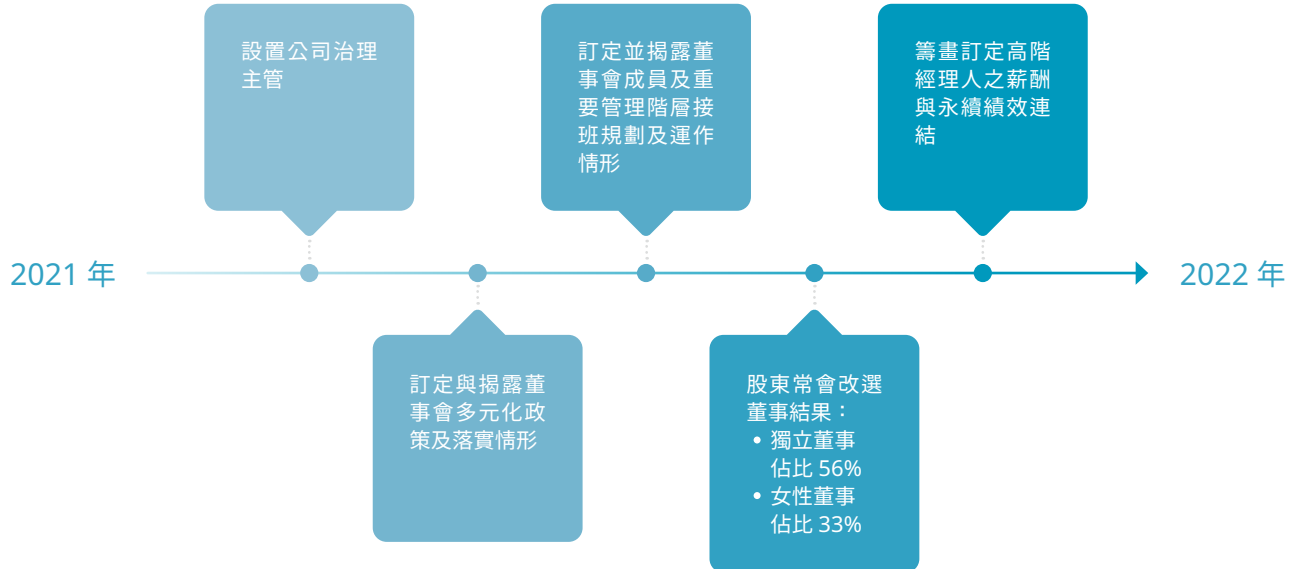 設置公司治理
主管
訂定並揭露董
事會成員及重
要管理階層接
班規劃及運作
情形
籌畫訂定高階
經理人之薪酬
與永續績效連
結
2021 年
2022 年
訂定與揭露董
事會多元化政
策及落實情形
股東常會改選
董事結果：
• 獨立董事
佔比 56%
• 女性董事
佔比 33%